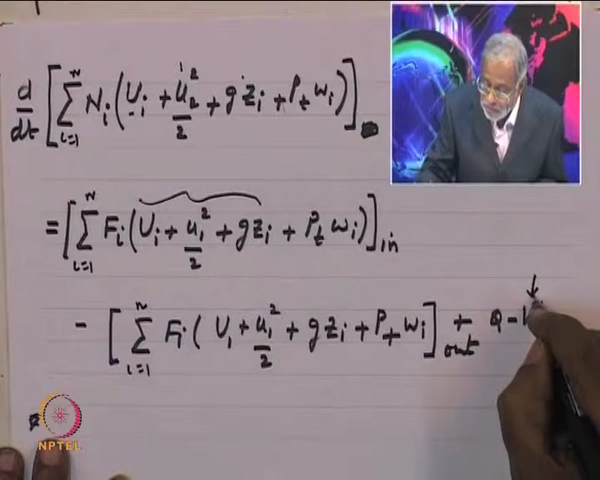 d/dt [ Σ_{i=1}^{n} N_i ( U_i + u_i²/2 + g z_i + P_t w_i ) ]
= [ Σ_{i=1}^{n} F_i ( U_i + u_i²/2 + g z_i + P_t w_i ) ]_in
- [ Σ_{i=1}^{n} F_i ( U_i + u_i²/2 + g z_i + P_t w_i ) ]_out + Q -
NPTEL